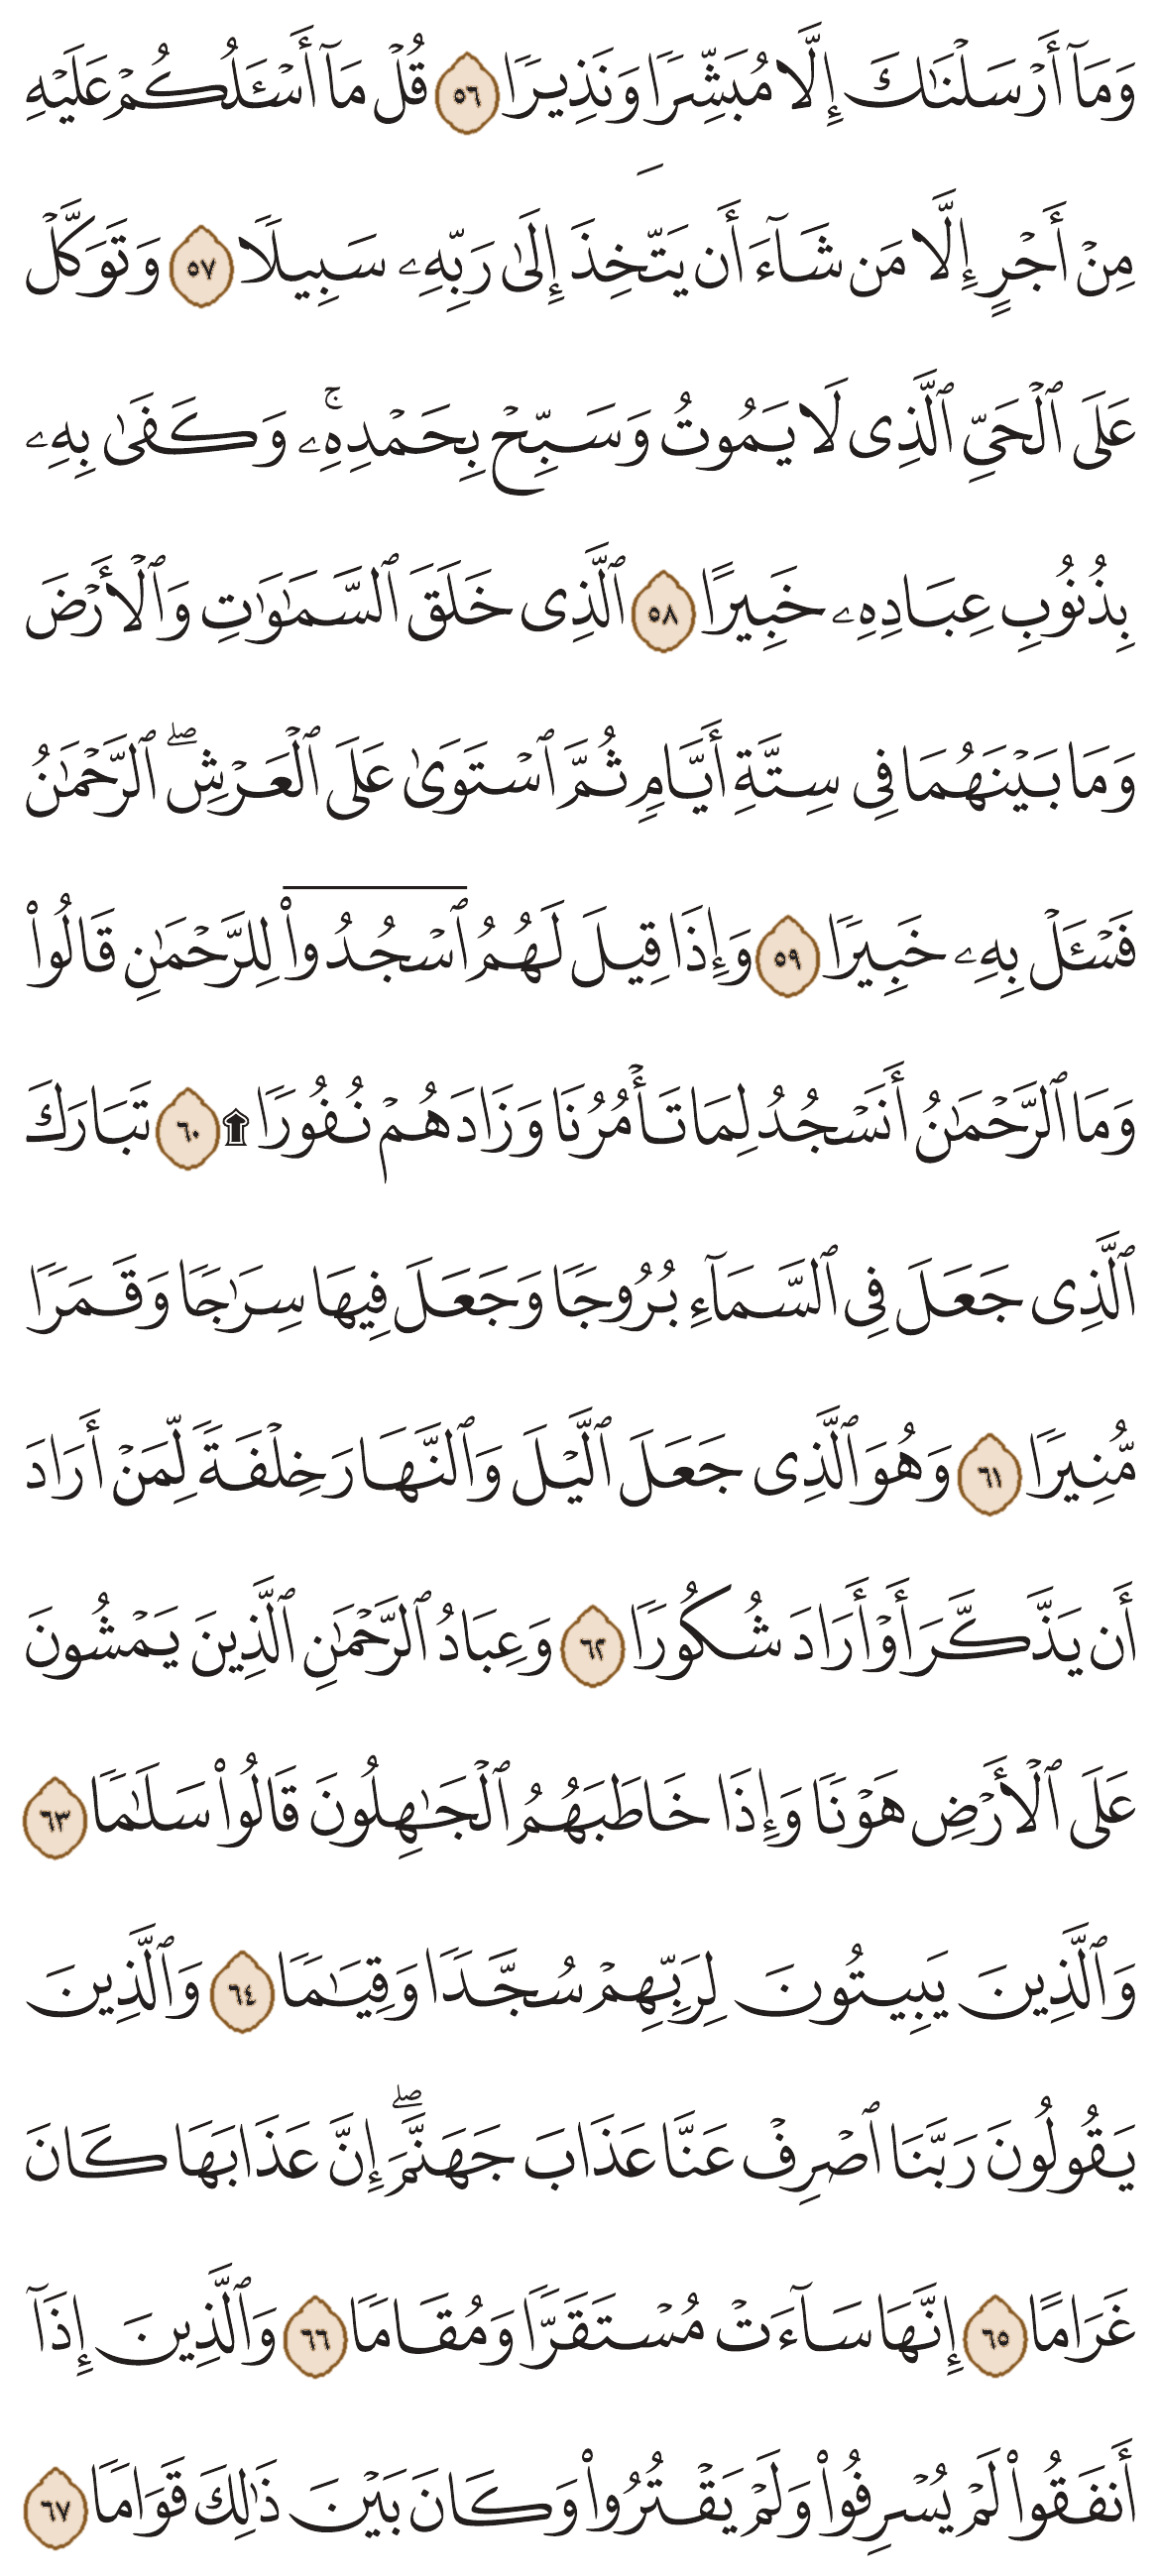 وَمَآ أَرۡسَلۡنَٰكَ إِلَّا مُبَشِّرٗا وَنَذِيرٗا ٥٦ قُلۡ مَآ أَسۡـَٔلُكُمۡ عَلَيۡهِ
مِنۡ أَجۡرٍ إِلَّا مَن شَآءَ أَن يَتَّخِذَ إِلَىٰ رَبِّهِۦ سَبِيلٗا ٥٧ وَتَوَكَّلۡ
عَلَى ٱلۡحَيِّ ٱلَّذِي لَا يَمُوتُ وَسَبِّحۡ بِحَمۡدِهِۦۚ وَكَفَىٰ بِهِۦ
بِذُنُوبِ عِبَادِهِۦ خَبِيرًا ٥٨ ٱلَّذِي خَلَقَ ٱلسَّمَٰوَٰتِ وَٱلۡأَرۡضَ
وَمَا بَيۡنَهُمَا فِي سِتَّةِ أَيَّامٖ ثُمَّ ٱسۡتَوَىٰ عَلَى ٱلۡعَرۡشِۖ ٱلرَّحۡمَٰنُ
فَسۡـَٔلۡ بِهِۦ خَبِيرٗا ٥٩ وَإِذَا قِيلَ لَهُمُ ٱسۡجُدُواْ لِلرَّحۡمَٰنِ قَالُواْ
وَمَا ٱلرَّحۡمَٰنُ أَنَسۡجُدُ لِمَا تَأۡمُرُنَا وَزَادَهُمۡ نُفُورٗا ۩ ٦٠ تَبَارَكَ
ٱلَّذِي جَعَلَ فِي ٱلسَّمَآءِ بُرُوجٗا وَجَعَلَ فِيهَا سِرَٰجٗا وَقَمَرٗا
مُّنِيرٗا ٦١ وَهُوَ ٱلَّذِي جَعَلَ ٱلَّيۡلَ وَٱلنَّهَارَ خِلۡفَةٗ لِّمَنۡ أَرَادَ
أَن يَذَّكَّرَ أَوۡ أَرَادَ شُكُورٗا ٦٢ وَعِبَادُ ٱلرَّحۡمَٰنِ ٱلَّذِينَ يَمۡشُونَ
عَلَى ٱلۡأَرۡضِ هَوۡنٗا وَإِذَا خَاطَبَهُمُ ٱلۡجَٰهِلُونَ قَالُواْ سَلَٰمٗا ٦٣
وَٱلَّذِينَ يَبِيتُونَ لِرَبِّهِمۡ سُجَّدٗا وَقِيَٰمٗا ٦٤ وَٱلَّذِينَ
يَقُولُونَ رَبَّنَا ٱصۡرِفۡ عَنَّا عَذَابَ جَهَنَّمَۖ إِنَّ عَذَابَهَا كَانَ
غَرَامًا ٦٥ إِنَّهَا سَآءَتۡ مُسۡتَقَرّٗا وَمُقَامٗا ٦٦ وَٱلَّذِينَ إِذَآ
أَنفَقُواْ لَمۡ يُسۡرِفُواْ وَلَمۡ يَقۡتُرُواْ وَكَانَ بَيۡنَ ذَٰلِكَ قَوَامٗا ٦٧